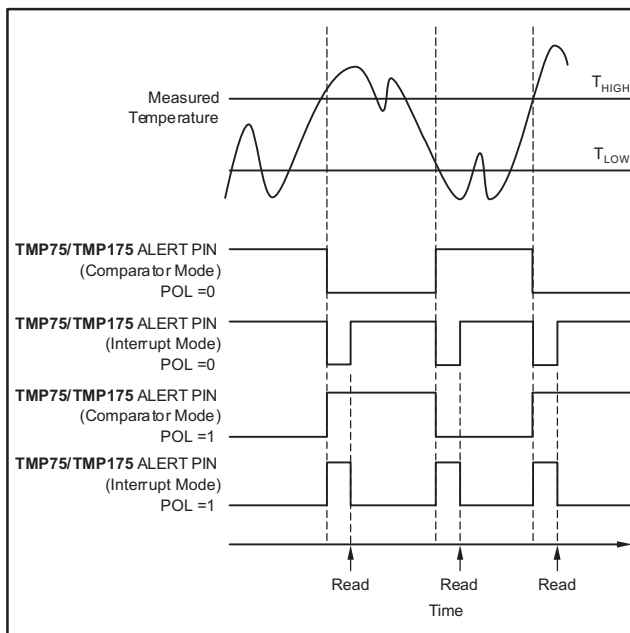 Measured
Temperature
THIGH
TLOW
TMP75/TMP175 ALERT PIN
(Comparator Mode)
POL =0
TMP75/TMP175 ALERT PIN
(Interrupt Mode)
POL =0
TMP75/TMP175 ALERT PIN
(Comparator Mode)
POL =1
TMP75/TMP175 ALERT PIN
(Interrupt Mode)
POL =1
Read Read Read
Time